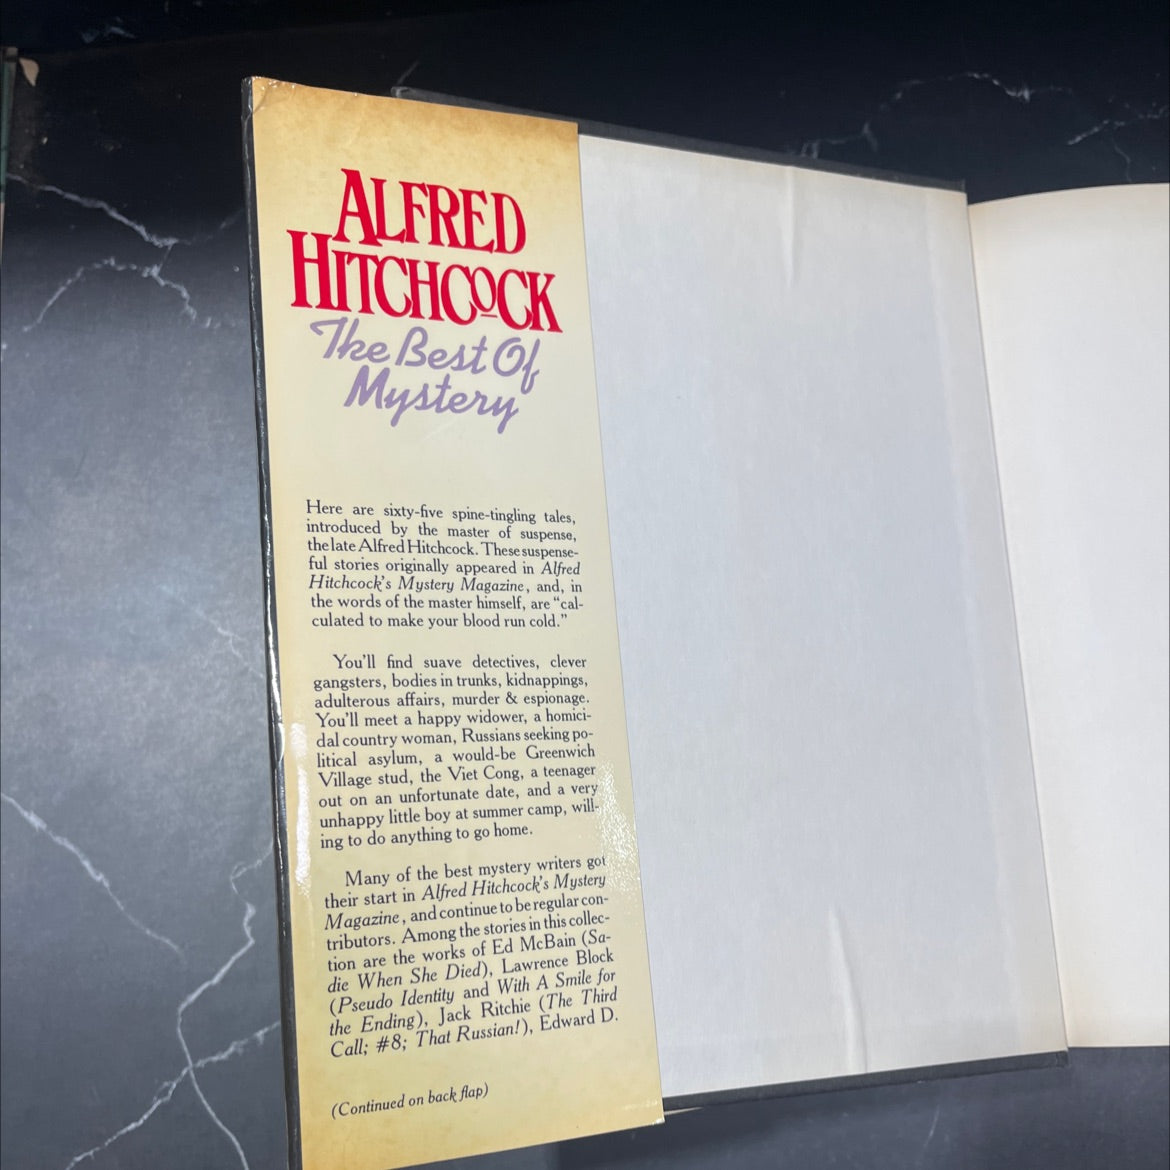 ALFRED
HITCHCOCK
The Best Of
Mystery
Here are sixty-five spine-tingling tales,
introduced by the master of suspense,
the late Alfred Hitchcock. These suspense-
ful stories originally appeared in Alfred
Hitchcock's Mystery Magazine, and, in
the words of the master himself, are “cal-
culated to make your blood run cold.”
You'll find suave detectives, clever
gangsters, bodies in trunks, kidnappings,
adulterous affairs, murder & espionage.
You'll meet a happy widower, a homici-
dal country woman, Russians seeking po-
litical asylum, a would-be Greenwich
Village stud, the Viet Cong, a teenager
out on an unfortunate date, and a very
unhappy little boy at summer camp, will-
ing to do anything to go home.
Many of the best mystery writers got
their start in Alfred Hitchcock's Mystery
Magazine, and continue to be regular con-
tributors. Among the stories in this collec-
tion are the works of Ed McBain (Sa-
die When She Died), Lawrence Block
(Pseudo Identity and With A Smile for
the Ending), Jack Ritchie (The Third
Call; #8; That Russian!), Edward D.
(Continued on back flap)